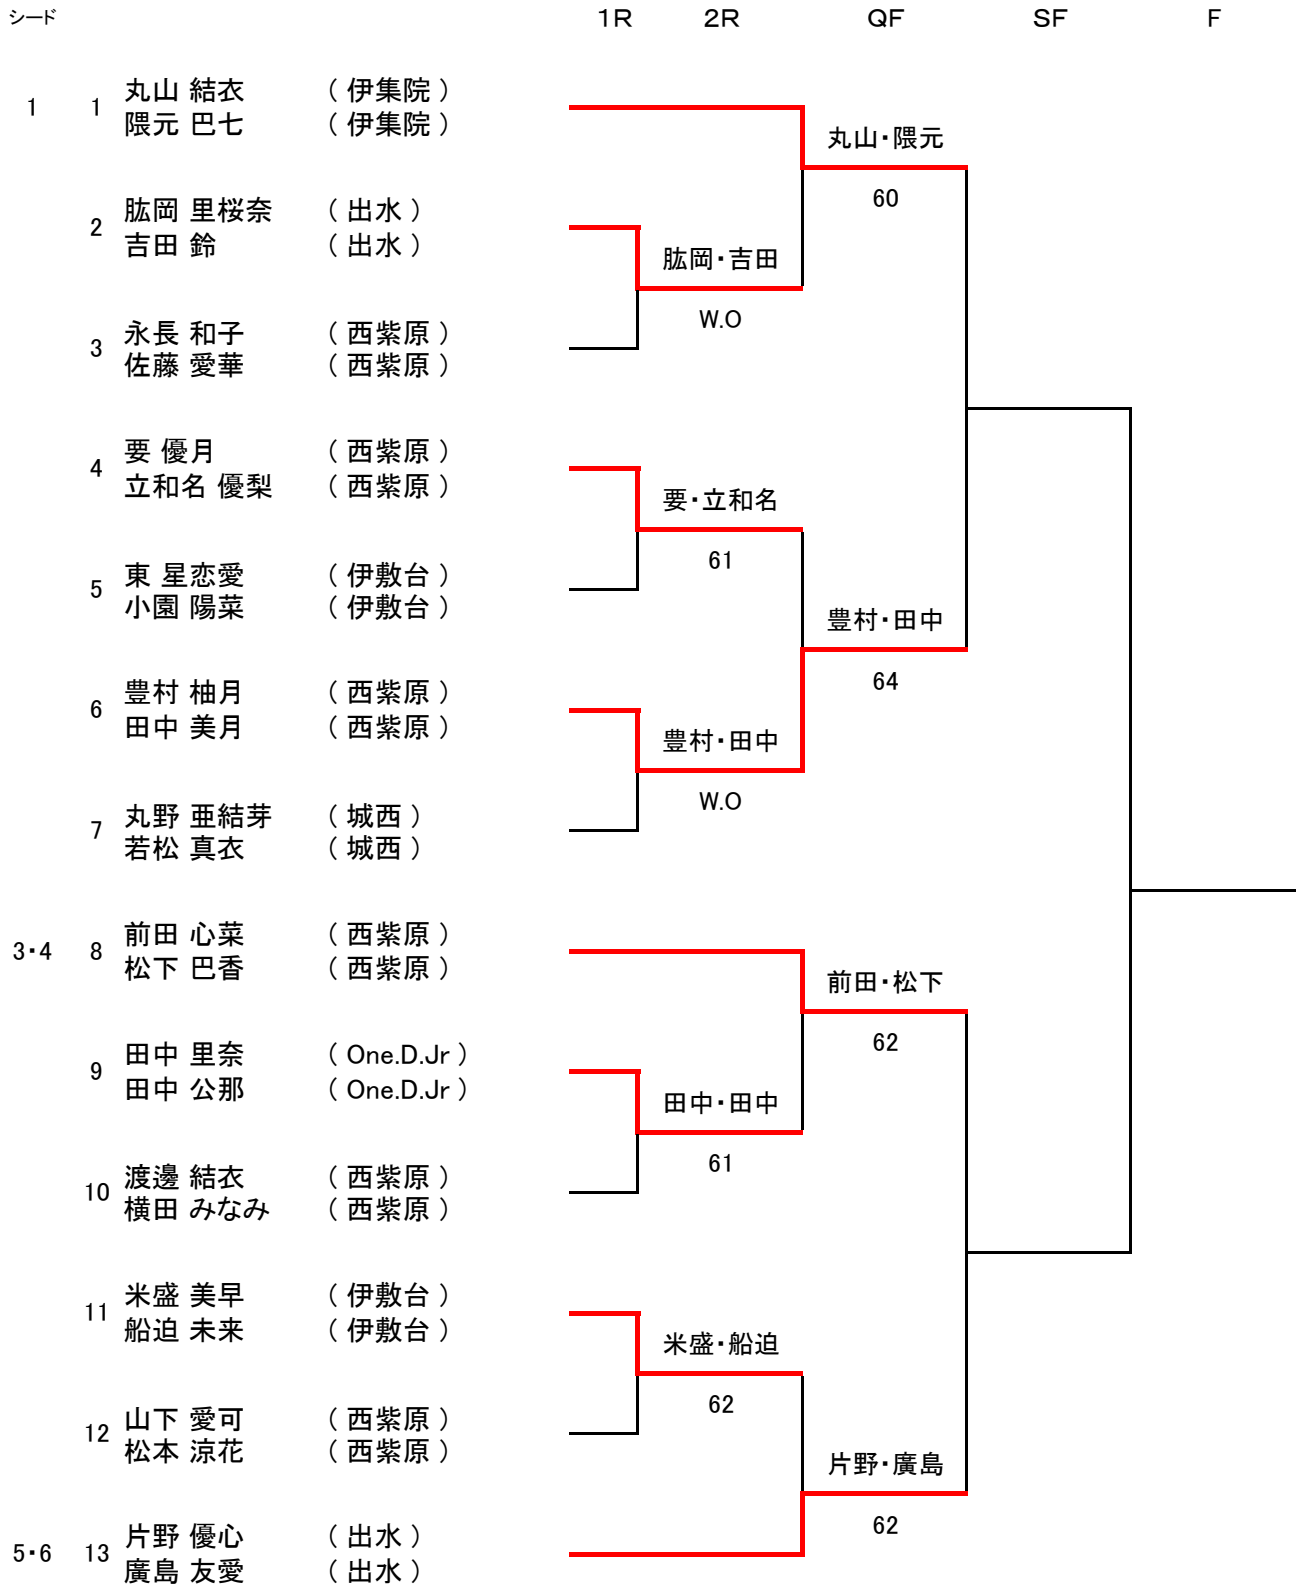 シード 1R 2R QF SF F
丸山 結衣 ( 伊集院 )
1 1
隈元 巴七 ( 伊集院 )
丸山・隈元
60
肱岡 里桜奈 ( 出水 )
2
吉田 鈴 ( 出水 )
肱岡・吉田
W.O
永長 和子 ( 西紫原 )
3
佐藤 愛華 ( 西紫原 )
要 優月 ( 西紫原 )
4
立和名 優梨 ( 西紫原 )
要・立和名
61
東 星恋愛 ( 伊敷台 )
5
小園 陽菜 ( 伊敷台 )
豊村・田中
64
豊村 柚月 ( 西紫原 )
6
田中 美月 ( 西紫原 )
豊村・田中
W.O
丸野 亜結芽 ( 城西 )
7
若松 真衣 ( 城西 )
前田 心菜 ( 西紫原 )
3・4 8
松下 巴香 ( 西紫原 )
前田・松下
62
田中 里奈 ( One.D.Jr )
9
田中 公那 ( One.D.Jr )
田中・田中
61
渡邊 結衣 ( 西紫原 )
10
横田 みなみ ( 西紫原 )
米盛 美早 ( 伊敷台 )
11
船迫 未来 ( 伊敷台 )
米盛・船迫
62
山下 愛可 ( 西紫原 )
12
松本 涼花 ( 西紫原 )
片野・廣島
62
片野 優心 ( 出水 )
5・6 13
廣島 友愛 ( 出水 )